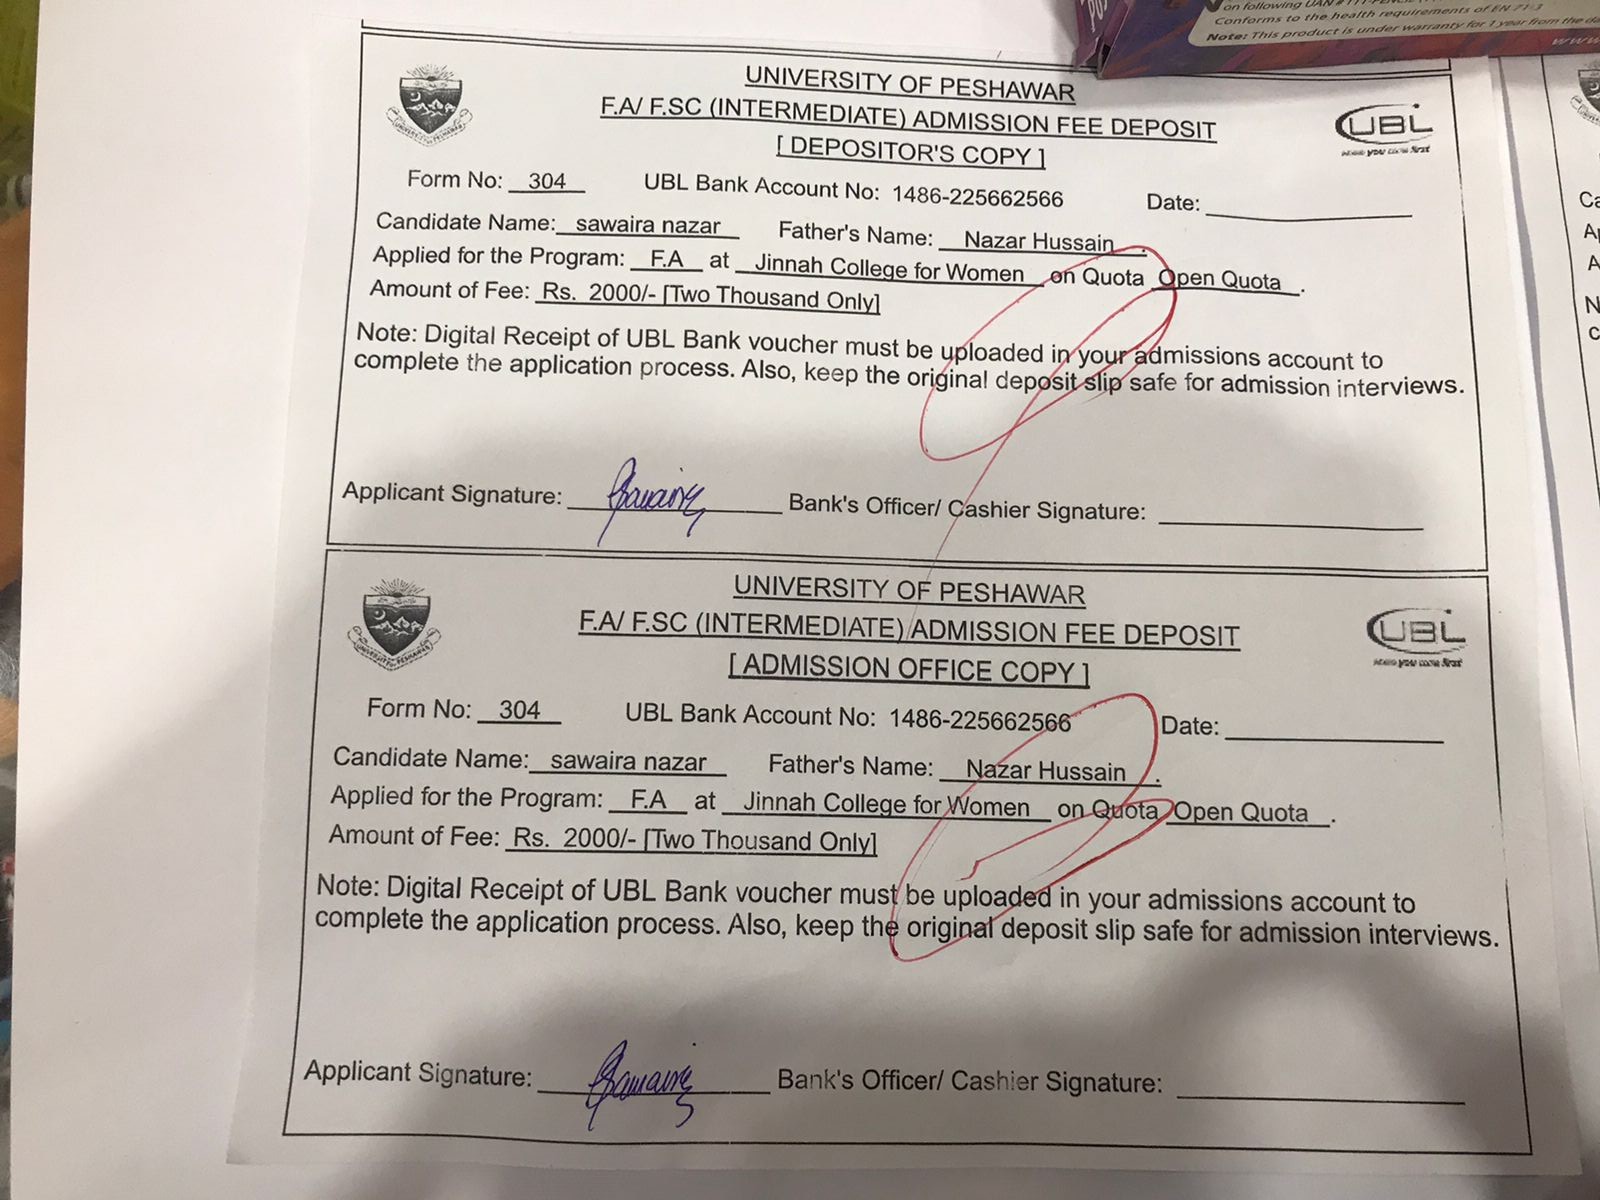 on following UAN # 111-PENCIL
Conforms to the health requirements of EN 71-3
Note: This product is under warranty for 1 year from the
www
UNIVERSITY OF PESHAWAR
F.A/ F.SC (INTERMEDIATE) ADMISSION FEE DEPOSIT
[ DEPOSITOR'S COPY ]
UNIVERSITY OF PESHAWAR
UBL
where you come first
Form No: 304 UBL Bank Account No: 1486-225662566 Date:
Candidate Name: sawaira nazar Father's Name: Nazar Hussain .
Applied for the Program: F.A at Jinnah College for Women on Quota Open Quota .
Amount of Fee: Rs. 2000/- [Two Thousand Only]
Note: Digital Receipt of UBL Bank voucher must be uploaded in your admissions account to
complete the application process. Also, keep the original deposit slip safe for admission interviews.
Applicant Signature: Bank's Officer/ Cashier Signature:
UNIVERSITY OF PESHAWAR
F.A/ F.SC (INTERMEDIATE) ADMISSION FEE DEPOSIT
[ ADMISSION OFFICE COPY ]
UNIVERSITY OF PESHAWAR
UBL
where you come first
Form No: 304 UBL Bank Account No: 1486-225662566 Date:
Candidate Name: sawaira nazar Father's Name: Nazar Hussain .
Applied for the Program: F.A at Jinnah College for Women on Quota Open Quota .
Amount of Fee: Rs. 2000/- [Two Thousand Only]
Note: Digital Receipt of UBL Bank voucher must be uploaded in your admissions account to
complete the application process. Also, keep the original deposit slip safe for admission interviews.
Applicant Signature: Bank's Officer/ Cashier Signature: